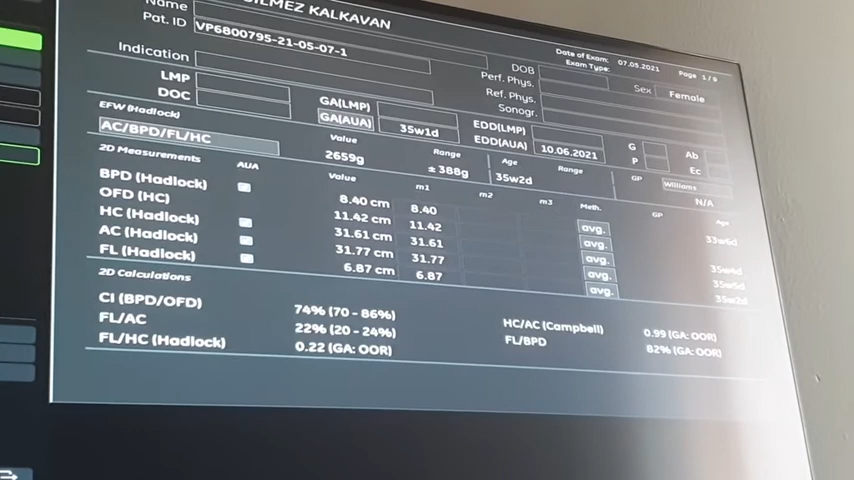 Name ILMEZ KALKAVAN
Pat. ID VP6800795-21-05-07-1
Date of Exam: 07.05.2021 Page 1/6
Exam Type:
Indication
DOB Sex Female
Perf. Phys.
Ref. Phys.
Sonogr.
LMP GA(LMP) EDD(LMP) G Ab
DOC GA(AUA) 35w1d EDD(AUA) 10.06.2021 P Ec
EFW (Hadlock) Value Range Age Range GP Williams
AC/BPD/FL/HC 2659g ± 388g 35w2d N/A
2D Measurements AUA Value m1 m2 m3 Meth. GP Age
BPD (Hadlock) 8.40 cm 8.40 avg. 33w6d
OFD (HC) 11.42 cm 11.42 avg.
HC (Hadlock) 31.61 cm 31.61 avg. 35w4d
AC (Hadlock) 31.77 cm 31.77 avg. 35w5d
FL (Hadlock) 6.87 cm 6.87 avg. 35w2d
2D Calculations
CI (BPD/OFD) 74% (70 - 86%) HC/AC (Campbell) 0.99 (GA: OOR)
FL/AC 22% (20 - 24%) FL/BPD 82% (GA: OOR)
FL/HC (Hadlock) 0.22 (GA: OOR)